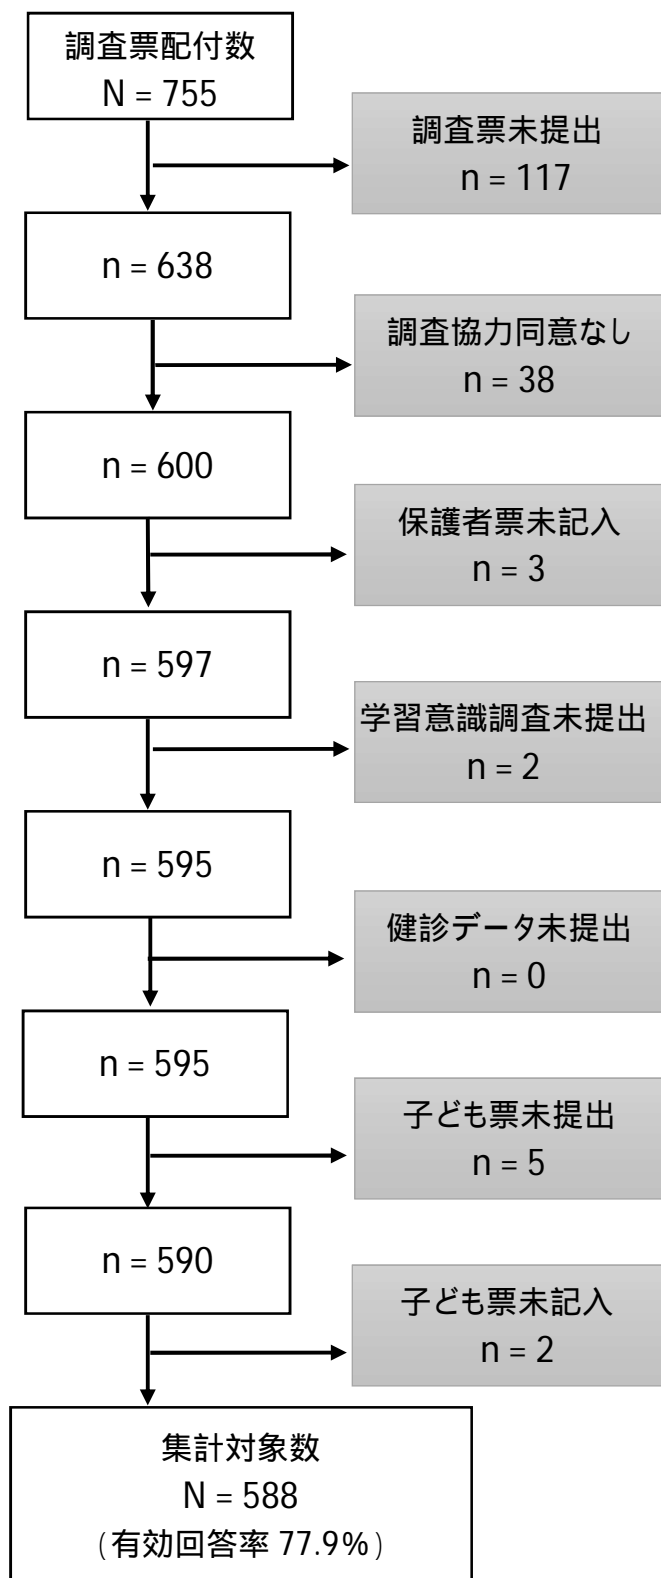 調査票配付数
N = 755
調査票未提出
n = 117
n = 638
調査協力同意なし
n = 38
n = 600
保護者票未記入
n = 3
n = 597
学習意識調査未提出
n = 2
n = 595
健診データ未提出
n = 0
n = 595
子ども票未提出
n = 5
n = 590
子ども票未記入
n = 2
集計対象数
N = 588
(有効回答率 77.9%)